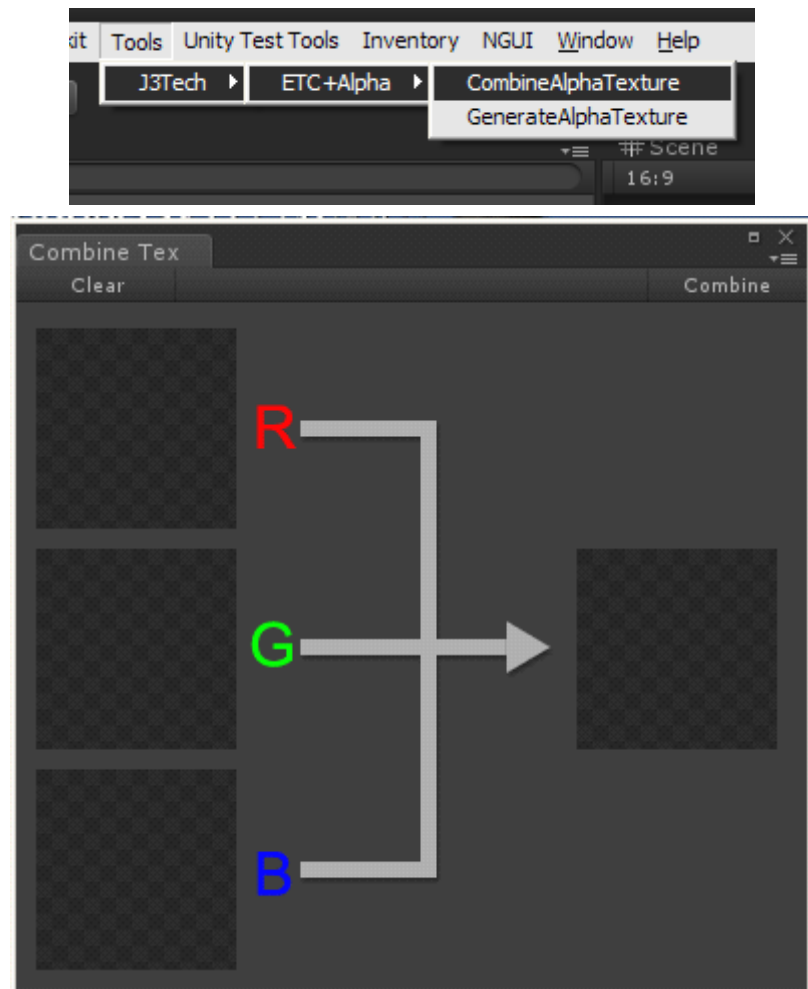 kit Tools Unity Test Tools Inventory NGUI Window Help
J3Tech ETC+Alpha CombineAlphaTexture
GenerateAlphaTexture
Scene
16:9
Combine Tex
Clear Combine
R
G
B